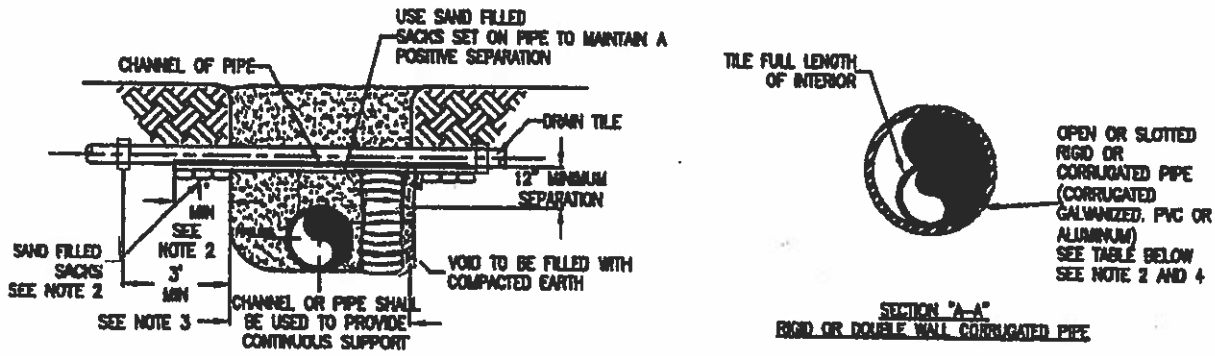 USE SAND FILLED
SACKS SET ON PIPE TO MAINTAIN A
POSITIVE SEPARATION
CHANNEL OF PIPE
DRAIN TILE
12" MINIMUM
SEPARATION
1'
MIN
SEE
NOTE 2
SAND FILLED
SACKS
SEE NOTE 2
3'
MIN
SEE NOTE 3
VOID TO BE FILLED WITH
COMPACTED EARTH
CHANNEL OR PIPE SHALL
BE USED TO PROVIDE
CONTINUOUS SUPPORT
TILE FULL LENGTH
OF INTERIOR
OPEN OR SLOTTED
RIGID OR
CORRUGATED PIPE
(CORRUGATED
GALVANIZED, PVC OR
ALUMINUM)
SEE TABLE BELOW
SEE NOTE 2 AND 4
SECTION "A-A"
RIGID OR DOUBLE WALL CORRUGATED PIPE